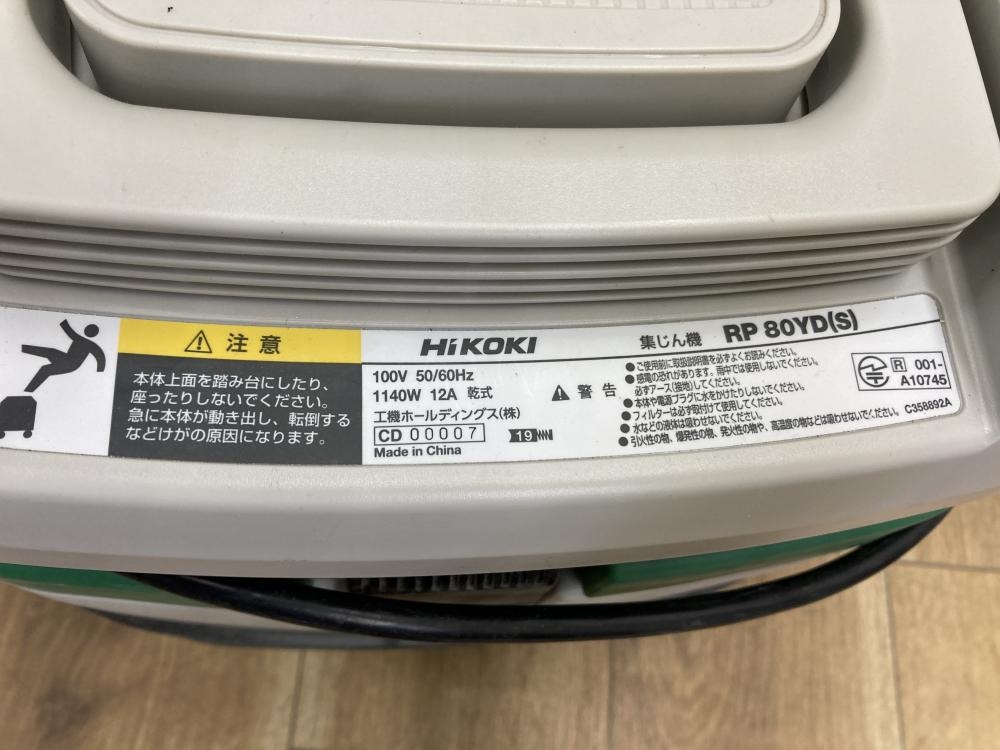 注意
本体上面を踏み台にしたり、
座ったりしないでください。
急に本体が動き出し、転倒する
などけがの原因になります。
HiKOKI
集じん機 RP 80YD(S)
100V 50/60Hz
1140W 12A 乾式
工機ホールディングス(株)
CD 00007 19
Made in China
警告
●ご使用前に取扱説明書を必ずよくお読みください。
●感電の恐れがあります。雨中では使用しないでください。
必ずアース(接地)してください。
●本体や電源プラグに水をかけたりしないでください。
●フィルターは必ず取付けて使用してください。
●水などの液体は吸わせないでください。
●引火性の物、爆発性の物、発火性の物や、高温度の物などは吸わせないでください。
R 001-
A10745
C358892A